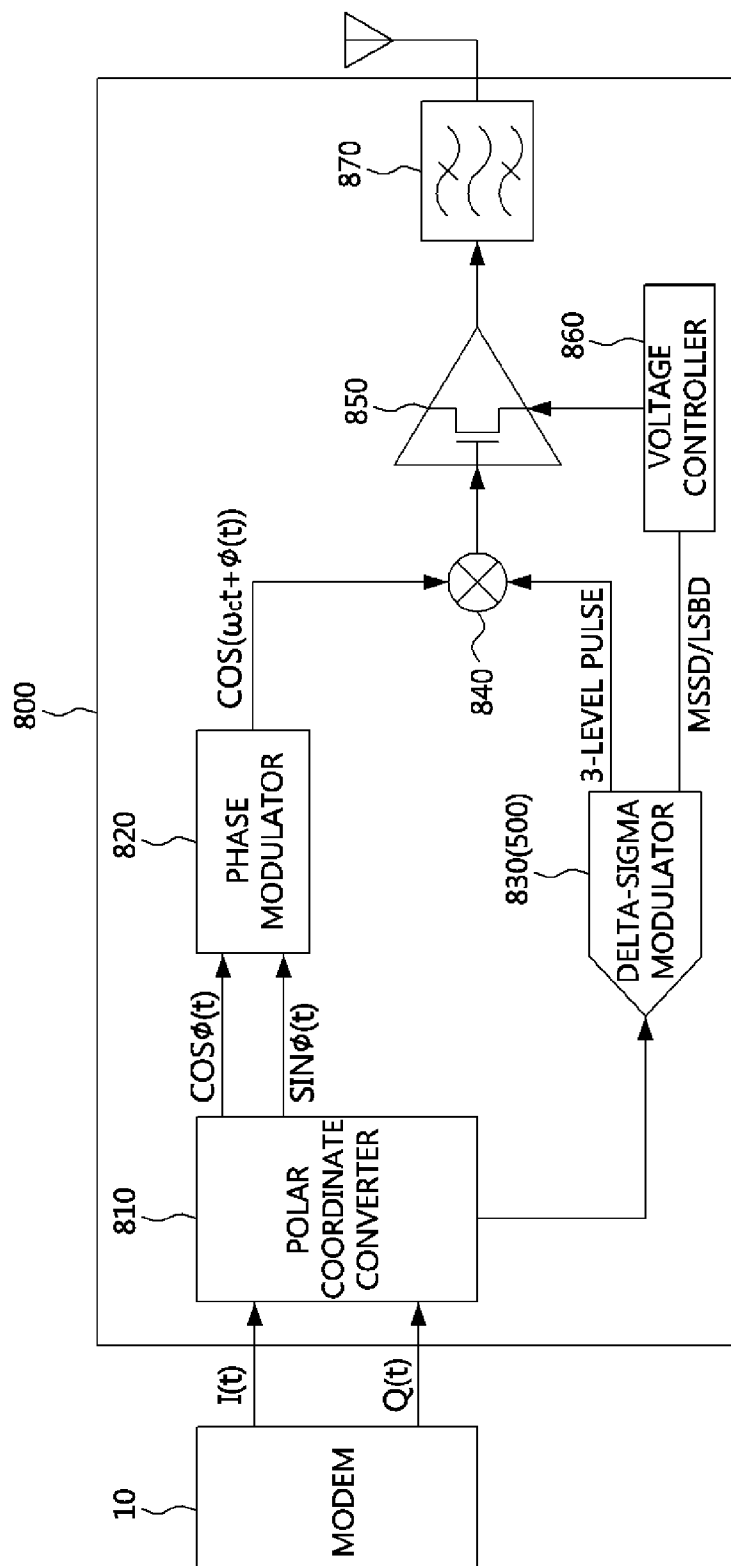 800
10
MODEM
I(t)
Q(t)
810
POLAR
COORDINATE
CONVERTER
COSϕ(t)
SINϕ(t)
820
PHASE
MODULATOR
COS(ωct+ϕ(t))
830(500)
DELTA-SIGMA
MODULATOR
3-LEVEL PULSE
MSSD/LSBD
840
850
860
VOLTAGE
CONTROLLER
870